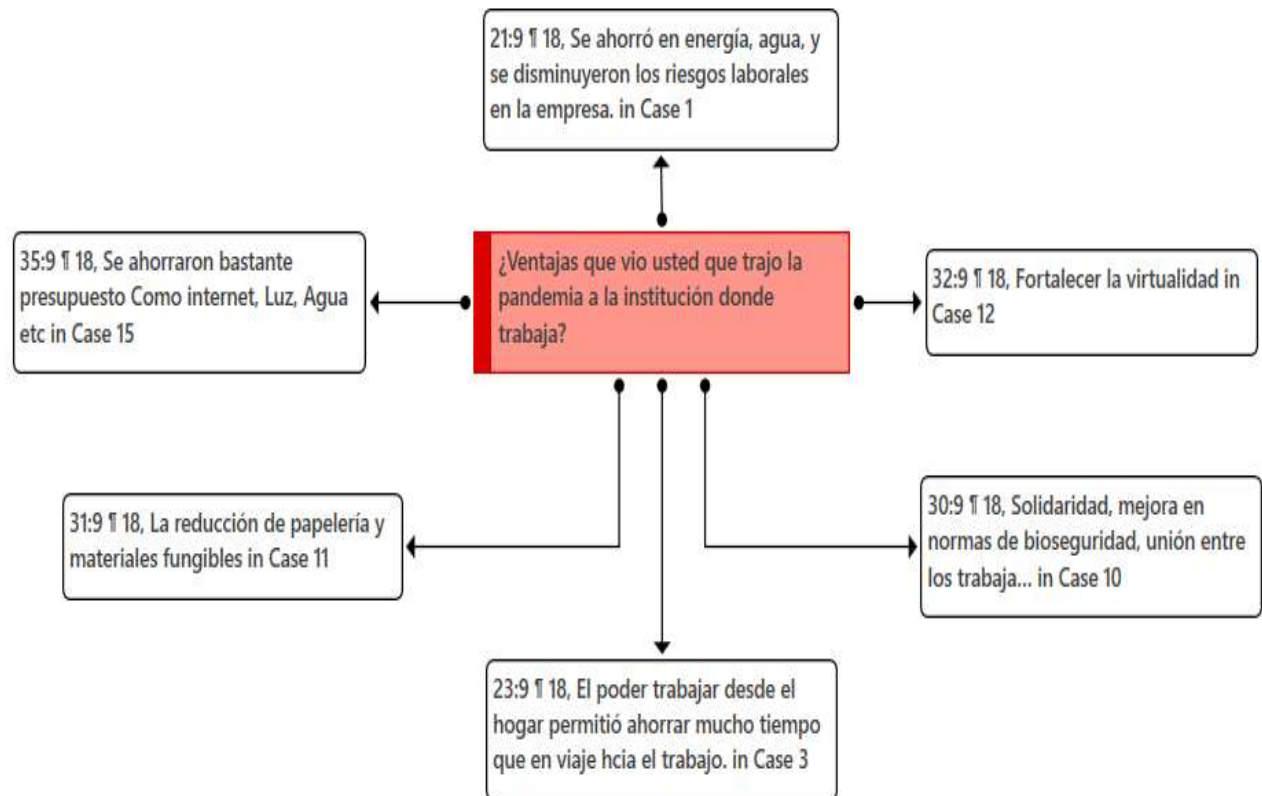 21:9 ¶ 18, Se ahorró en energía, agua, y
se disminuyeron los riesgos laborales
en la empresa. in Case 1
35:9 ¶ 18, Se ahorraron bastante
presupuesto Como internet, Luz, Agua
etc in Case 15
¿Ventajas que vio usted que trajo la
pandemia a la institución donde
trabaja?
32:9 ¶ 18, Fortalecer la virtualidad in
Case 12
31:9 ¶ 18, La reducción de papelería y
materiales fungibles in Case 11
30:9 ¶ 18, Solidaridad, mejora en
normas de bioseguridad, unión entre
los trabaja... in Case 10
23:9 ¶ 18, El poder trabajar desde el
hogar permitió ahorrar mucho tiempo
que en viaje hcia el trabajo. in Case 3